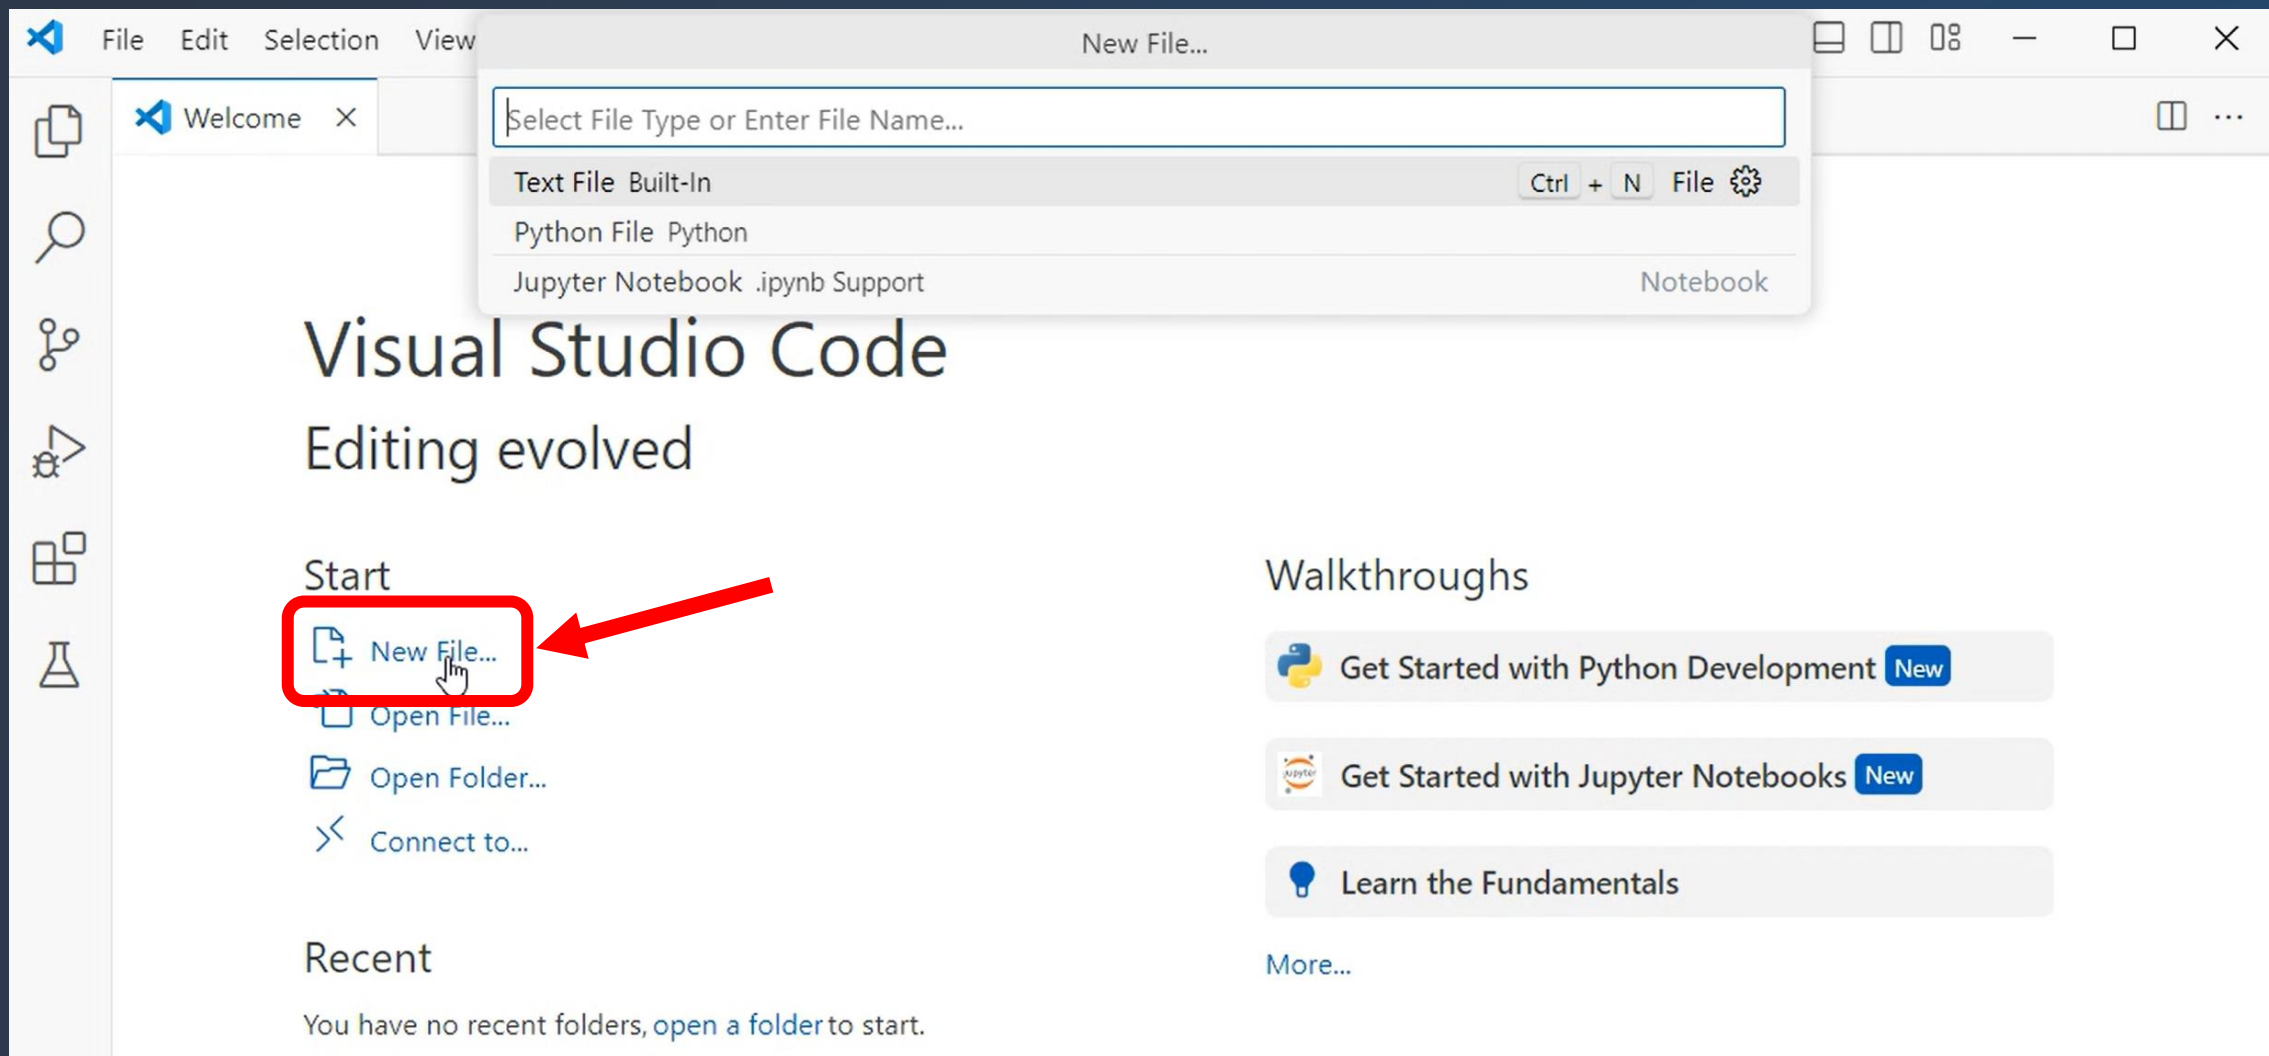 File Edit Selection View
New File...
Welcome
Select File Type or Enter File Name...
Text File Built-In Ctrl + N File
Python File Python
Jupyter Notebook .ipynb Support Notebook
Visual Studio Code
Editing evolved
Start
New File...
Open File...
Open Folder...
Connect to...
Recent
You have no recent folders, open a folder to start.
Walkthroughs
Get Started with Python Development New
jupyter
Get Started with Jupyter Notebooks New
Learn the Fundamentals
More...